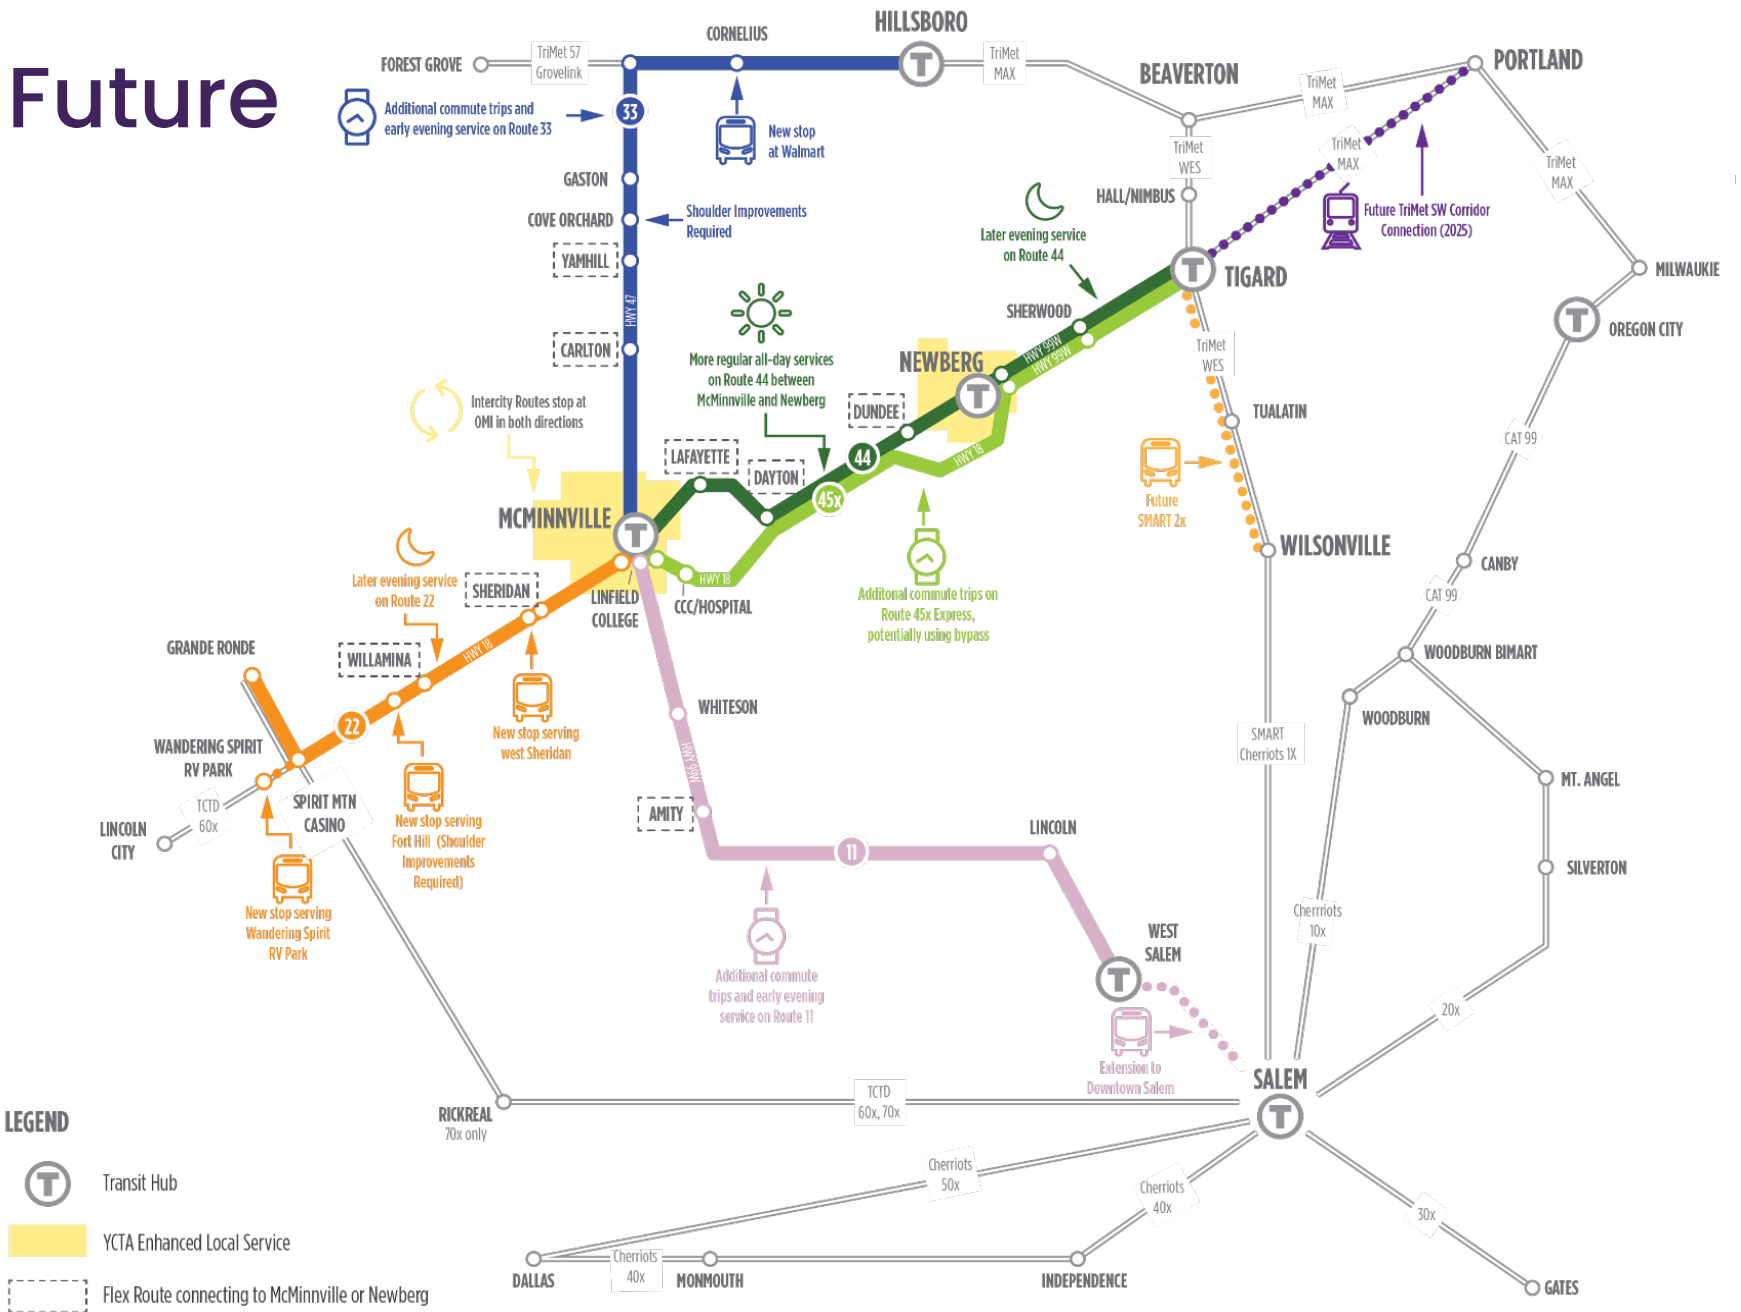 Future
HILLSBORO
CORNELIUS
FOREST GROVE
TriMet 57
Grovelink
TriMet
MAX
BEAVERTON
PORTLAND
TriMet
MAX
33
Additional commute trips and
early evening service on Route 33
New stop
at Walmart
TriMet
WES
TriMet
MAX
TriMet
MAX
GASTON
HALL/NIMBUS
COVE ORCHARD
Shoulder Improvements
Required
Future TriMet SW Corridor
Connection (2025)
YAMHILL
Later evening service
on Route 44
TIGARD
MILWAUKIE
HWY 47
SHERWOOD
OREGON CITY
CARLTON
More regular all-day services
on Route 44 between
McMinnville and Newberg
NEWBERG
HWY 99W
HWY 99W
TriMet
WES
Intercity Routes stop at
OMI in both directions
DUNDEE
TUALATIN
CAT 99
LAFAYETTE
DAYTON
44
45x
HWY 18
Future
SMART 2x
MCMINNVILLE
WILSONVILLE
CANBY
Later evening service
on Route 22
SHERIDAN
LINFIELD
COLLEGE
HWY 18
CCC/HOSPITAL
Additonal commute trips on
Route 45x Express,
potentially using bypass
CAT 99
GRANDE RONDE
WILLAMINA
HWY 18
WOODBURN BIMART
WHITESON
WOODBURN
22
New stop serving
west Sheridan
WANDERING SPIRIT
RV PARK
HWY 99W
SMART
Cherriots 1X
TCTD
60x
SPIRIT MTN
CASINO
MT. ANGEL
LINCOLN
CITY
New stop serving
Fort Hill (Shoulder
Improvements
Required)
AMITY
11
LINCOLN
SILVERTON
New stop serving
Wandering Spirit
RV Park
Cherrriots
10x
WEST
SALEM
Additional commute
trips and early evening
service on Route 11
20x
Extension to
Downtown Salem
SALEM
RICKREAL
70x only
TCTD
60x, 70x
LEGEND
Transit Hub
YCTA Enhanced Local Service
Flex Route connecting to McMinnville or Newberg
Cherriots
50x
Cherriots
40x
30x
DALLAS
Cherriots
40x
MONMOUTH
INDEPENDENCE
GATES